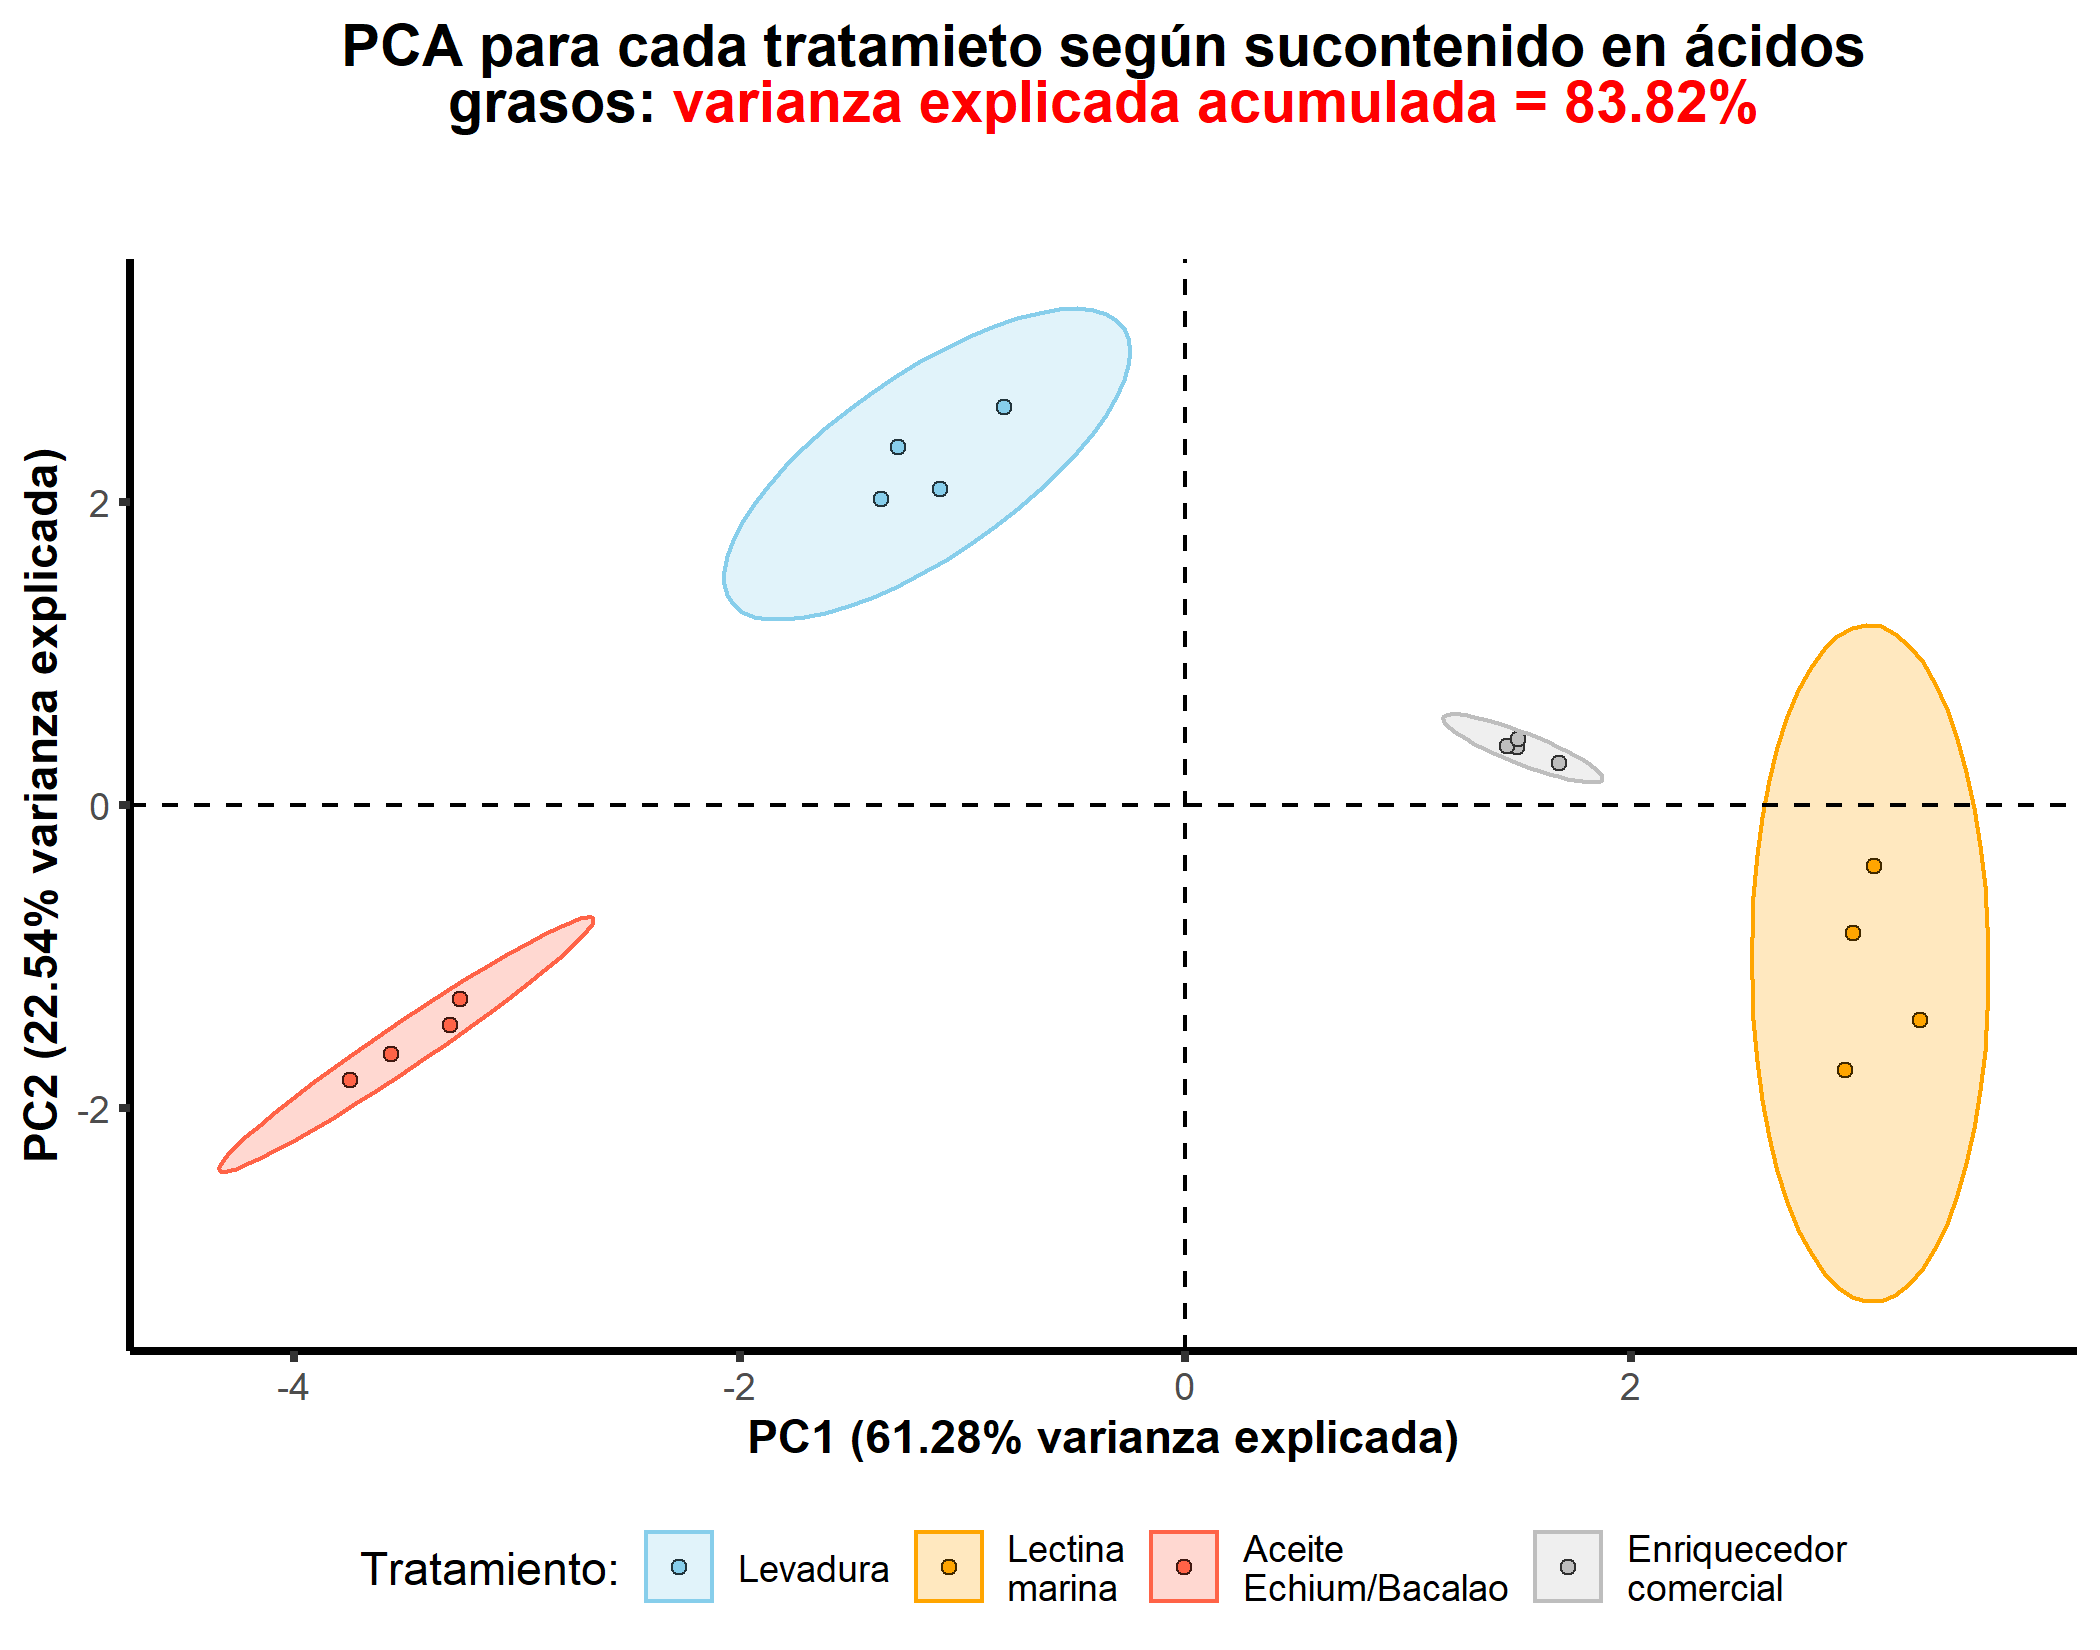 PCA para cada tratamieto según sucontenido en ácidos
grasos: varianza explicada acumulada = 83.82%
PC2 (22.54% varianza explicada)
2
0
-2
-4
-2
0
2
PC1 (61.28% varianza explicada)
Tratamiento:
Levadura
Lectina
marina
Aceite
Echium/Bacalao
Enriquecedor
comercial